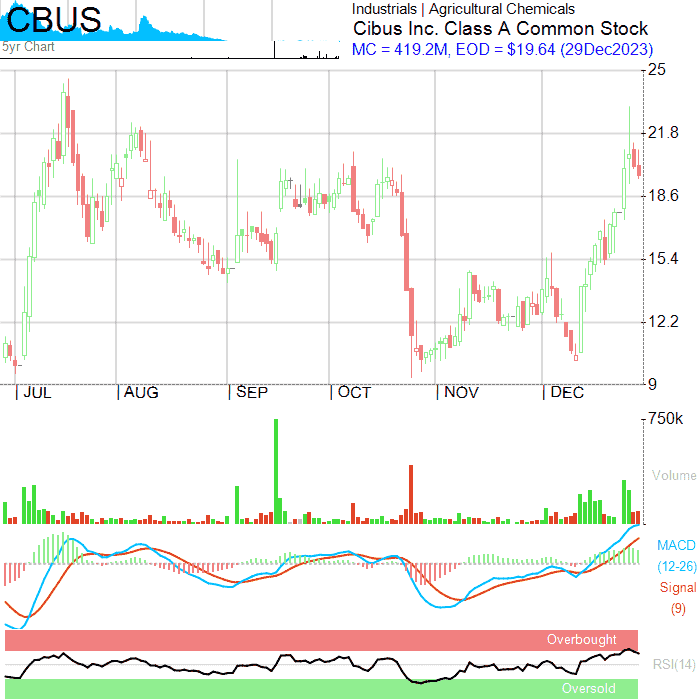 CBUS
5yr Chart
Industrials | Agricultural Chemicals
Cibus Inc. Class A Common Stock
MC = 419.2M, EOD = $19.64 (29Dec2023)
25
21.8
18.6
15.4
12.2
9
JUL AUG SEP OCT NOV DEC
750k
Volume
MACD
(12-26)
Signal
(9)
Overbought
RSI(14)
Oversold